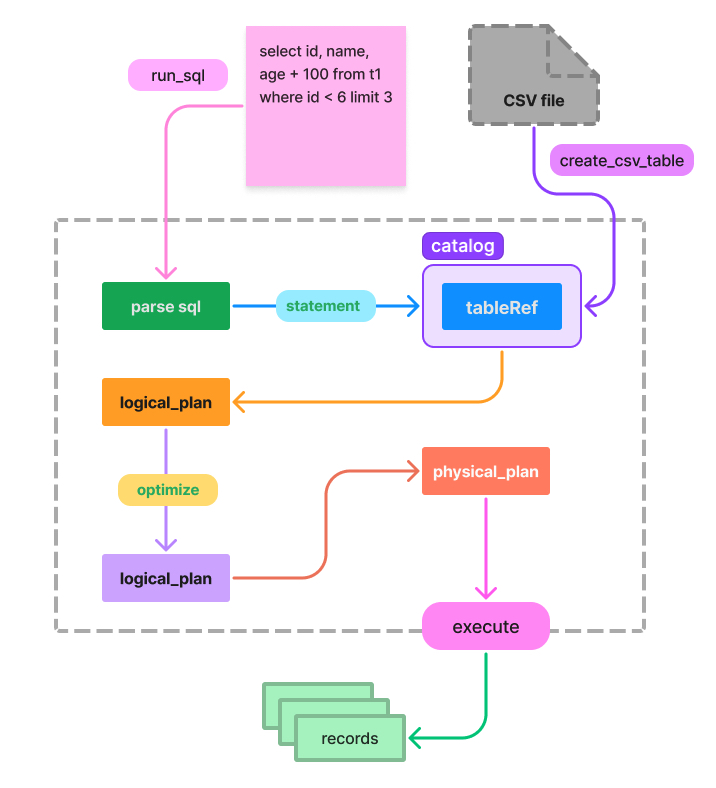 select id, name,
age + 100 from t1
where id < 6 limit 3
run_sql
CSV file
create_csv_table
catalog
parse sql
statement
tableRef
logical_plan
physical_plan
optimize
logical_plan
execute
records